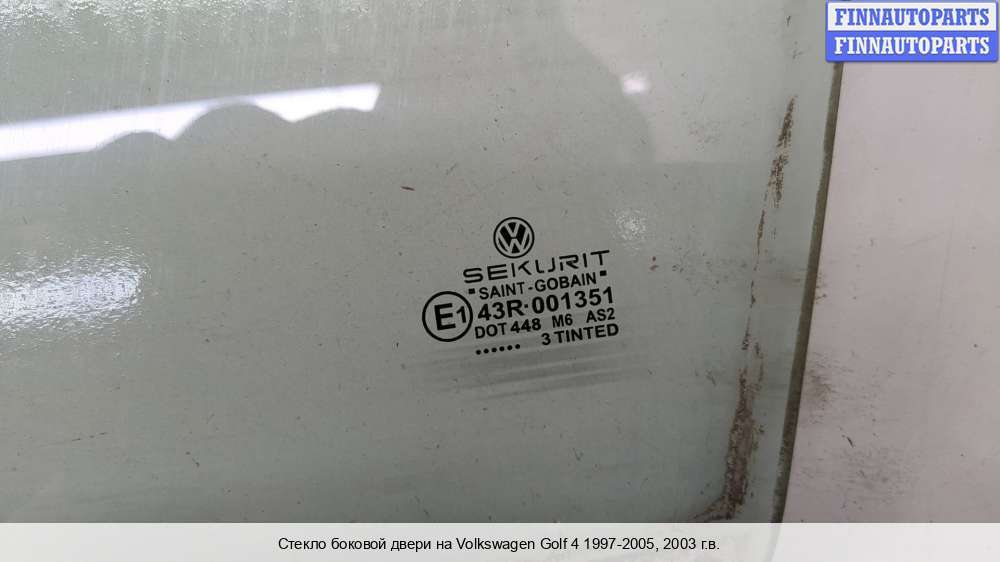 FINNAUTOPARTS
FINNAUTOPARTS
SEKURIT
SAINT-GOBAIN
E1
43R-001351
DOT 448 M6 AS2
...... 3 TINTED
Стекло боковой двери на Volkswagen Golf 4 1997-2005, 2003 г.в.